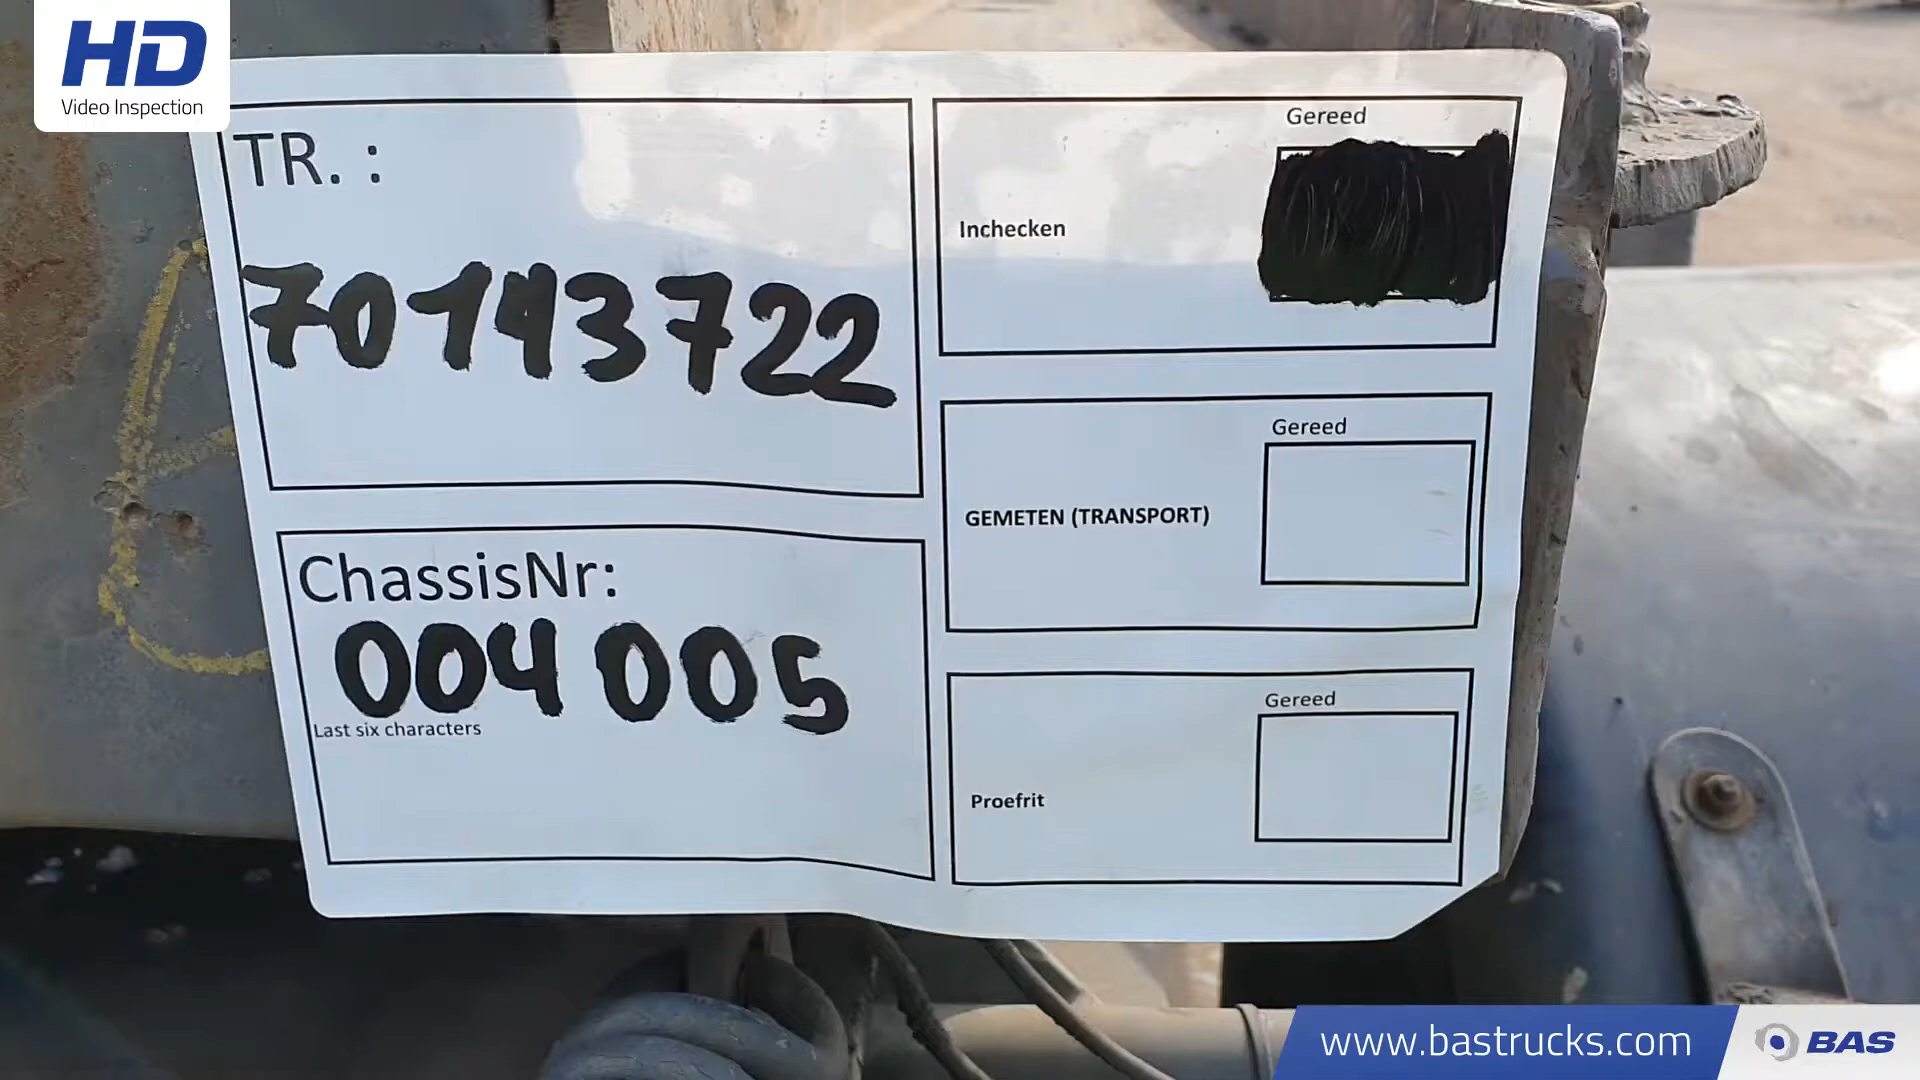 HD
Video Inspection
TR. :
70143722
ChassisNr:
004005
Last six characters
Gereed
Inchecken
Gereed
GEMETEN (TRANSPORT)
Gereed
Proefrit
www.bastrucks.com
BAS